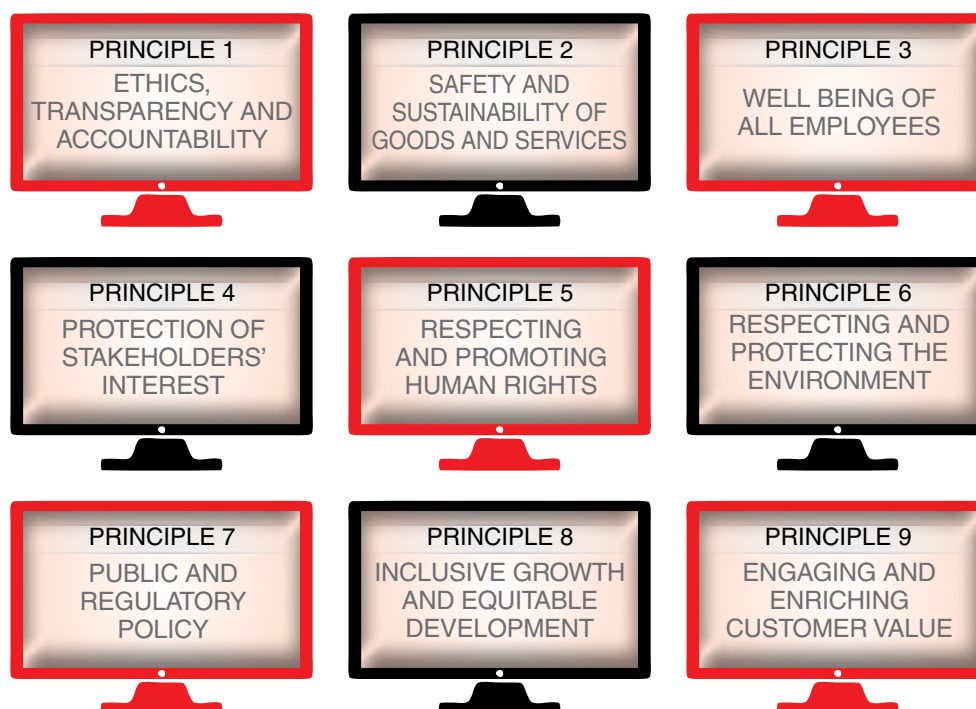 PRINCIPLE 1
ETHICS,
TRANSPARENCY AND
ACCOUNTABILITY
PRINCIPLE 2
SAFETY AND
SUSTAINABILITY OF
GOODS AND SERVICES
PRINCIPLE 3
WELL BEING OF
ALL EMPLOYEES
PRINCIPLE 4
PROTECTION OF
STAKEHOLDERS'
INTEREST
PRINCIPLE 5
RESPECTING
AND PROMOTING
HUMAN RIGHTS
PRINCIPLE 6
RESPECTING AND
PROTECTING THE
ENVIRONMENT
PRINCIPLE 7
PUBLIC AND
REGULATORY
POLICY
PRINCIPLE 8
INCLUSIVE GROWTH
AND EQUITABLE
DEVELOPMENT
PRINCIPLE 9
ENGAGING AND
ENRICHING
CUSTOMER VALUE